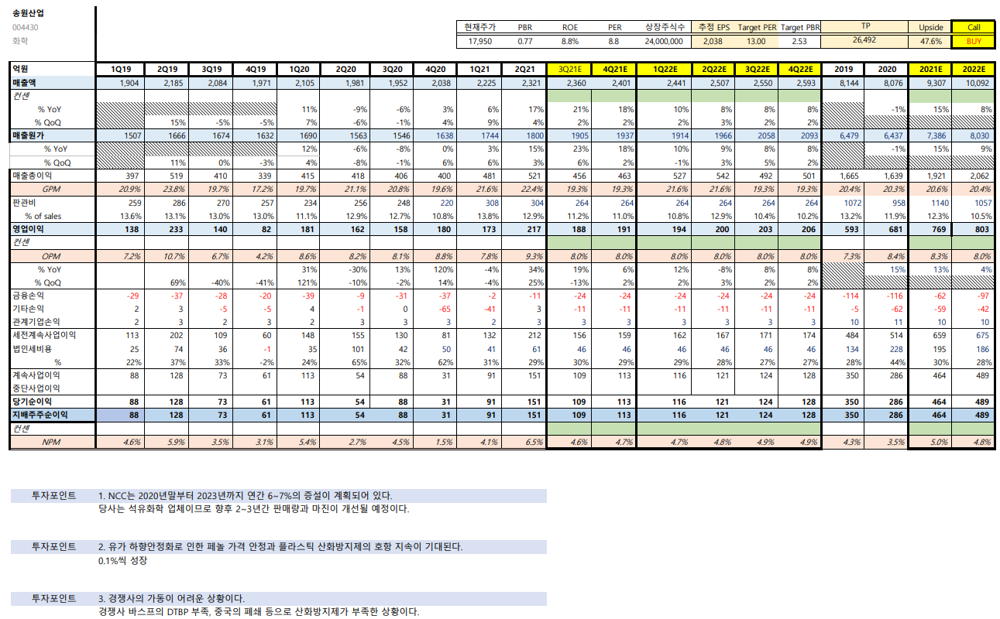 송원산업
004430
화학
현재주가 PBR ROE PER 상장주식수 추정 EPS Target PER Target PBR TP Upside Call
17,950 0.77 8.8% 8.8 24,000,000 2,038 13.00 2.53 26,492 47.6% BUY
억원 1Q19 2Q19 3Q19 4Q19 1Q20 2Q20 3Q20 4Q20 1Q21 2Q21 3Q21E 4Q21E 1Q22E 2Q22E 3Q22E 4Q22E 2019 2020 2021E 2022E
매출액 1,904 2,185 2,084 1,971 2,105 1,981 1,952 2,038 2,225 2,321 2,360 2,401 2,441 2,507 2,550 2,593 8,144 8,076 9,307 10,092
컨센
% YoY 11% -9% -6% 3% 6% 17% 21% 18% 10% 8% 8% 8% -1% 15% 8%
% QoQ 15% -5% -5% 7% -6% -1% 4% 9% 4% 2% 2% 2% 3% 2% 2%
매출원가 1507 1666 1674 1632 1690 1563 1546 1638 1744 1800 1905 1937 1914 1966 2058 2093 6,479 6,437 7,386 8,030
% YoY 12% -6% -8% 0% 3% 15% 23% 18% 10% 9% 8% 8% -1% 15% 9%
% QoQ 11% 0% -3% 4% -8% -1% 6% 6% 3% 6% 2% -1% 3% 5% 2%
매출총이익 397 519 410 339 415 418 406 400 481 521 456 463 527 542 492 501 1,665 1,639 1,921 2,062
GPM 20.9% 23.8% 19.7% 17.2% 19.7% 21.1% 20.8% 19.6% 21.6% 22.4% 19.3% 19.3% 21.6% 21.6% 19.3% 19.3% 20.4% 20.3% 20.6% 20.4%
판관비 259 286 270 257 234 256 248 220 308 304 264 264 264 264 264 264 1072 958 1140 1057
% of sales 13.6% 13.1% 13.0% 13.0% 11.1% 12.9% 12.7% 10.8% 13.8% 12.9% 11.2% 11.0% 10.8% 12.9% 10.4% 10.2% 13.2% 11.9% 12.3% 10.5%
영업이익 138 233 140 82 181 162 158 180 173 217 188 191 194 200 203 206 593 681 769 803
컨센
OPM 7.2% 10.7% 6.7% 4.2% 8.6% 8.2% 8.1% 8.8% 7.8% 9.3% 8.0% 8.0% 8.0% 8.0% 8.0% 8.0% 7.3% 8.4% 8.3% 8.0%
% YoY 31% -30% 13% 120% -4% 34% 19% 6% 12% -8% 8% 8% 15% 13% 4%
% QoQ 69% -40% -41% 121% -10% -2% 14% -4% 25% -13% 2% 2% 3% 2% 2%
금융손익 -29 -37 -28 -20 -39 -9 -31 -37 -2 -11 -24 -24 -24 -24 -24 -24 -114 -116 -62 -97
기타손익 2 3 -5 -5 4 -1 0 -65 -41 3 -11 -11 -11 -11 -11 -11 -5 -62 -59 -42
관계기업손익 2 3 2 3 2 3 3 3 2 3 3 3 3 3 3 3 10 11 10 10
세전계속사업이익 113 202 109 60 148 155 130 81 132 212 156 159 162 167 171 174 484 514 659 675
법인세비용 25 74 36 -1 35 101 42 50 41 61 46 46 46 46 46 46 134 228 195 186
% 22% 37% 33% -2% 24% 65% 32% 62% 31% 29% 30% 29% 29% 28% 27% 27% 28% 44% 30% 28%
계속사업이익 88 128 73 61 113 54 88 31 91 151 109 113 116 121 124 128 350 286 464 489
중단사업이익
당기순이익 88 128 73 61 113 54 88 31 91 151 109 113 116 121 124 128 350 286 464 489
지배주주순이익 88 128 73 61 113 54 88 31 91 151 109 113 116 121 124 128 350 286 464 489
컨센
NPM 4.6% 5.9% 3.5% 3.1% 5.4% 2.7% 4.5% 1.5% 4.1% 6.5% 4.6% 4.7% 4.7% 4.8% 4.9% 4.9% 4.3% 3.5% 5.0% 4.8%
투자포인트 1. NCC는 2020년말부터 2023년까지 연간 6~7%의 증설이 계획되어 있다.
당사는 석유화학 업체이므로 향후 2~3년간 판매량과 마진이 개선될 예정이다.
투자포인트 2. 유가 하향안정화로 인한 페놀 가격 안정과 플라스틱 산화방지제의 호항 지속이 기대된다.
0.1%씩 성장
투자포인트 3. 경쟁사의 가동이 어려운 상황이다.
경쟁사 바스프의 DTBP 부족, 중국의 폐쇄 등으로 산화방지제가 부족한 상황이다.